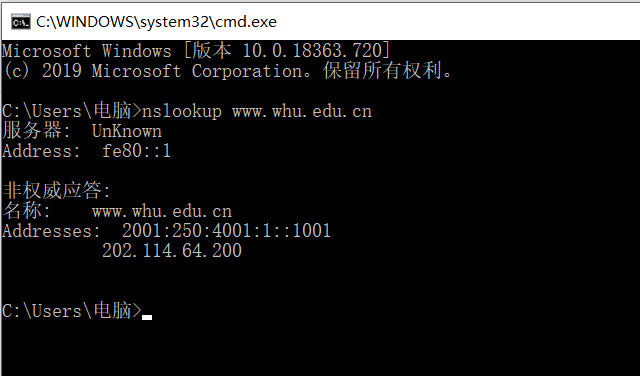 C:\WINDOWS\system32\cmd.exe
Microsoft Windows [版本 10.0.18363.720]
(c) 2019 Microsoft Corporation。保留所有权利。
C:\Users\电脑>nslookup www.whu.edu.cn
服务器:  UnKnown
Address:  fe80::1
非权威应答:
名称:    www.whu.edu.cn
Addresses:  2001:250:4001:1::1001
202.114.64.200
C:\Users\电脑>